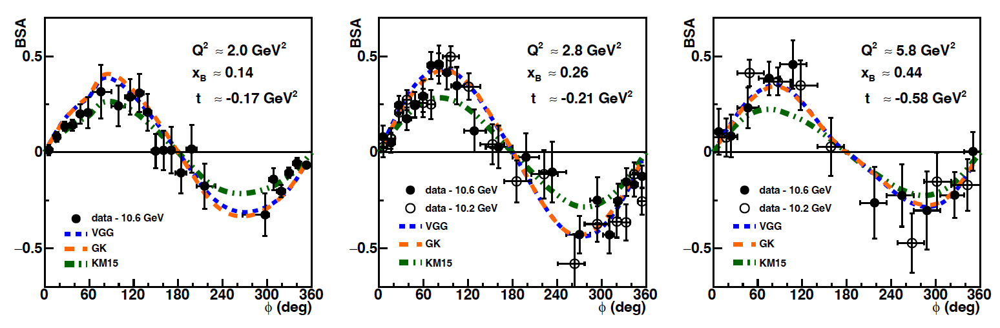 BSA
0.5
0
−0.5
Q² ≈ 2.0 GeV²
x_B ≈ 0.14
t ≈ -0.17 GeV²
data - 10.6 GeV
VGG
GK
KM15
0 60 120 180 240 300 360
ϕ (deg)
BSA
0.5
0
−0.5
Q² ≈ 2.8 GeV²
x_B ≈ 0.26
t ≈ -0.21 GeV²
data - 10.6 GeV
data - 10.2 GeV
VGG
GK
KM15
0 60 120 180 240 300 360
ϕ (deg)
BSA
0.5
0
−0.5
Q² ≈ 5.8 GeV²
x_B ≈ 0.44
t ≈ -0.58 GeV²
data - 10.6 GeV
data - 10.2 GeV
VGG
GK
KM15
0 60 120 180 240 300 360
ϕ (deg)